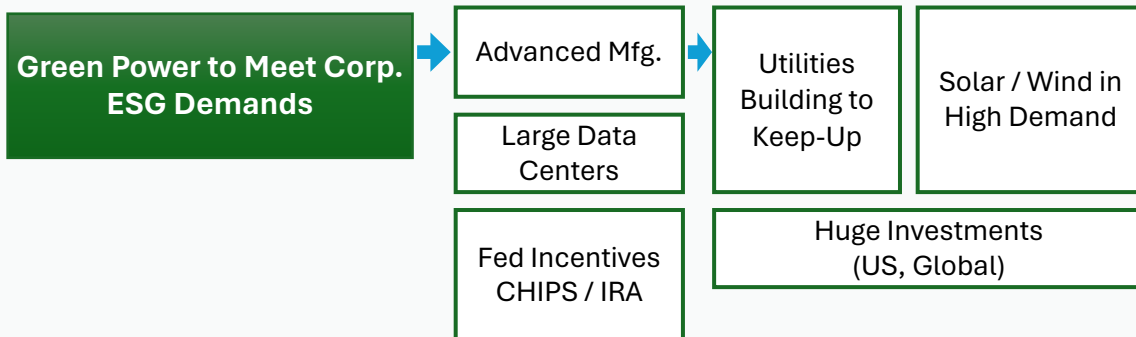 Green Power to Meet Corp.
ESG Demands
Advanced Mfg.
Large Data
Centers
Fed Incentives
CHIPS / IRA
Utilities
Building to
Keep-Up
Solar / Wind in
High Demand
Huge Investments
(US, Global)